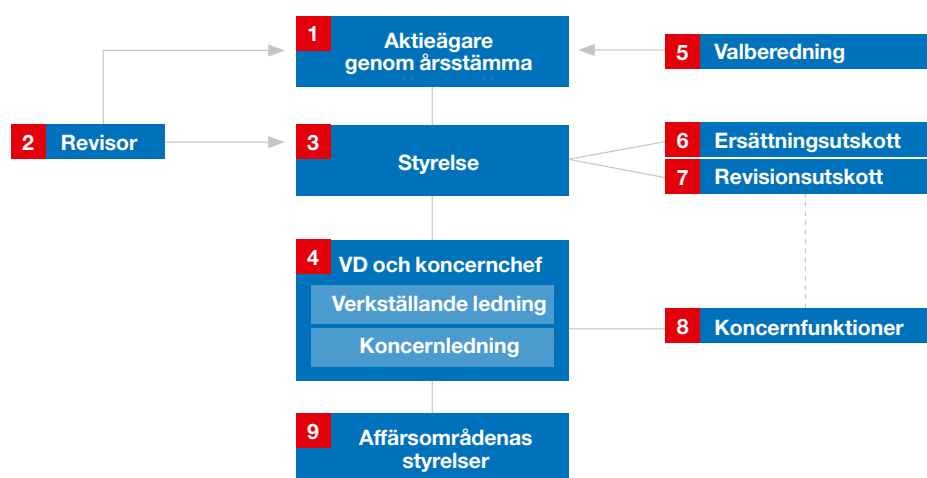 1
Aktieägare
genom årsstämma
2 Revisor
3
Styrelse
4
VD och koncernchef
Verkställande ledning
Koncernledning
5 Valberedning
6 Ersättningsutskott
7 Revisionsutskott
8 Koncernfunktioner
9
Affärsområdenas
styrelser